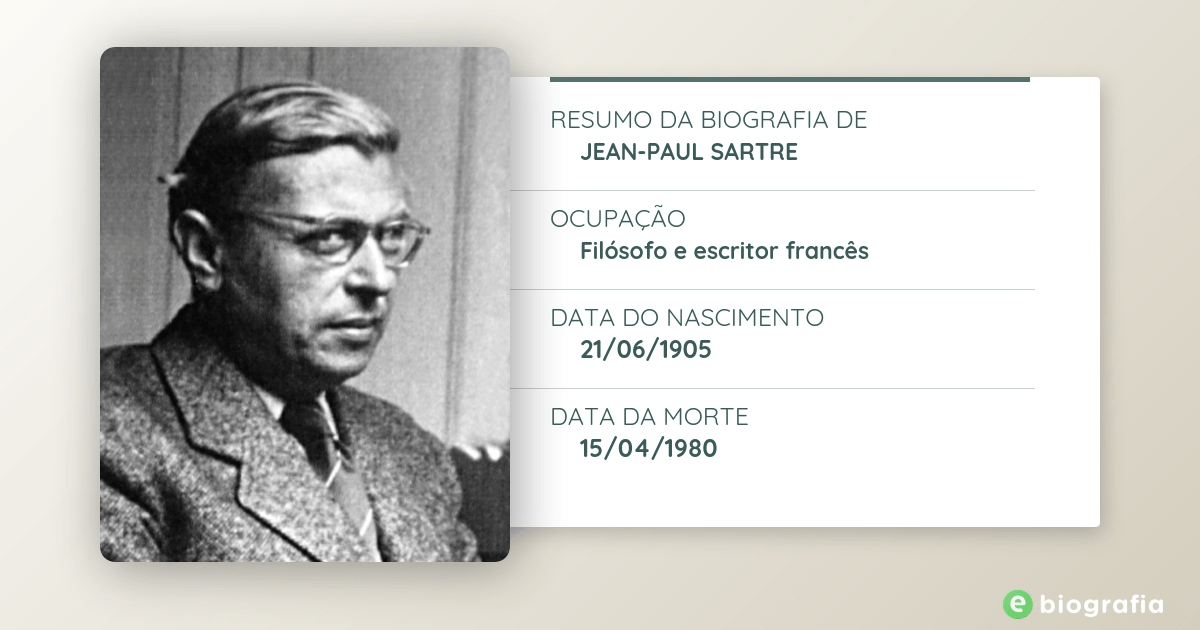 RESUMO DA BIOGRAFIA DE
JEAN-PAUL SARTRE
OCUPAÇÃO
Filósofo e escritor francês
DATA DO NASCIMENTO
21/06/1905
DATA DA MORTE
15/04/1980
e biografia